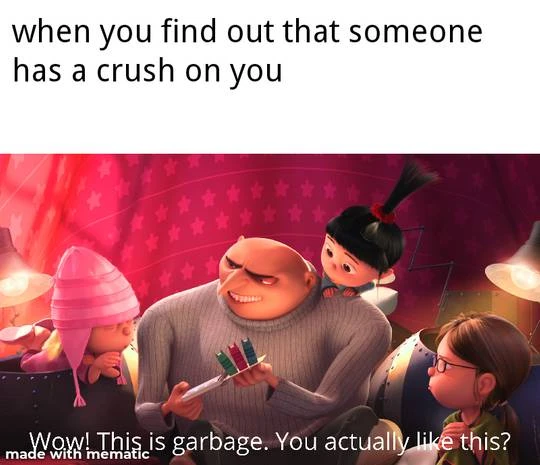 when you find out that someone
has a crush on you
Wow! This is garbage. You actually like this?
made with mematic